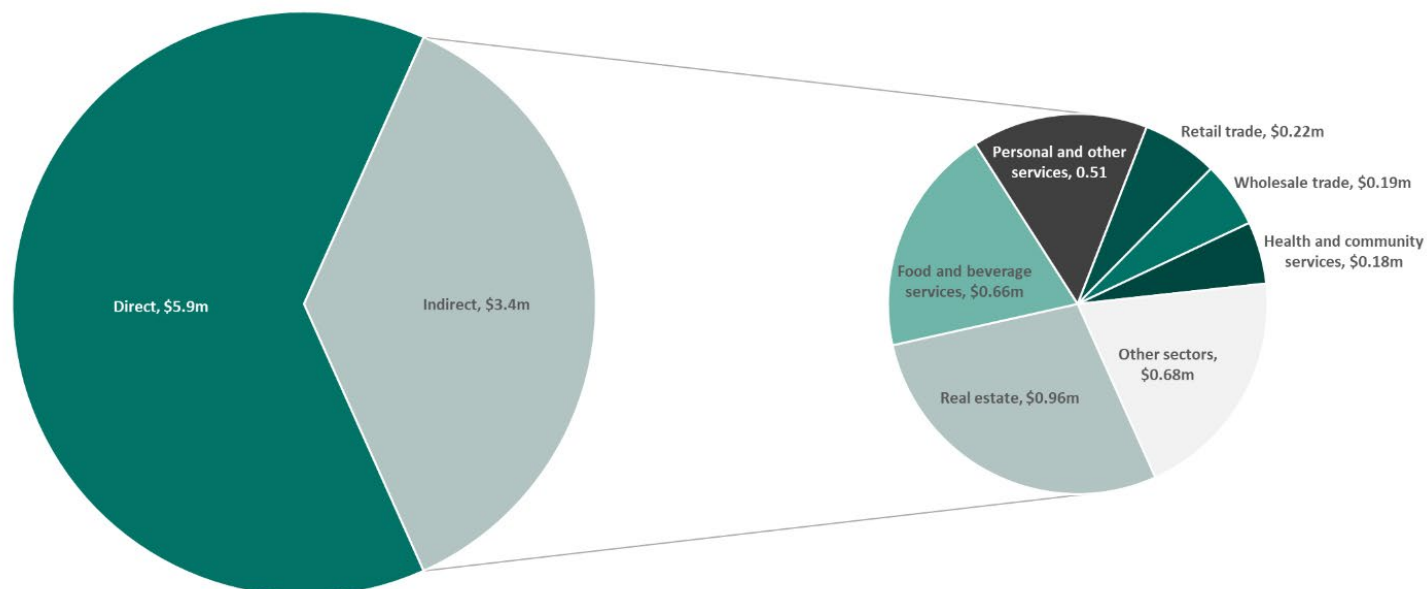 Direct, $5.9m
Indirect, $3.4m
Personal and other
services, 0.51
Retail trade, $0.22m
Wholesale trade, $0.19m
Health and community
services, $0.18m
Other sectors,
$0.68m
Real estate, $0.96m
Food and beverage
services, $0.66m